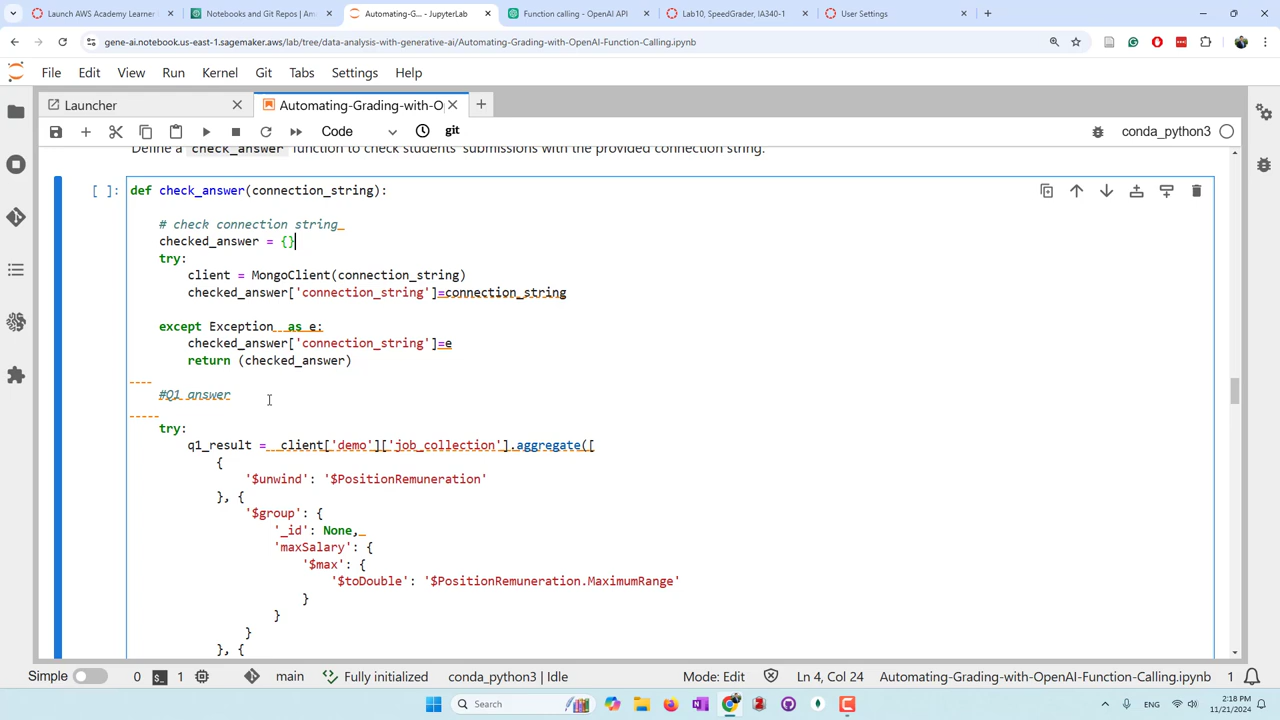 Launch AWS Academy Learner
Notebooks and Git Repos | Am
Automating-G... - JupyterLab
Function calling - OpenAI API
Lab10, SpeedGrader, IA340-1
User Settings
gene-ai.notebook.us-east-1.sagemaker.aws/lab/tree/data-analysis-with-generative-ai/Automating-Grading-with-OpenAI-Function-Calling.ipynb
File Edit View Run Kernel Git Tabs Settings Help
Launcher
Automating-Grading-with-O
Code
git
conda_python3
Define a check_answer function to check students' submissions with the provided connection string.
[ ]: def check_answer(connection_string):
# check connection string
checked_answer = {}
try:
client = MongoClient(connection_string)
checked_answer['connection_string']=connection_string
except Exception  as e:
checked_answer['connection_string']=e
return (checked_answer)
#Q1 answer
try:
q1_result =  client['demo']['job_collection'].aggregate([
{
'$unwind': '$PositionRemuneration'
}, {
'$group': {
'_id': None,
'maxSalary': {
'$max': {
'$toDouble': '$PositionRemuneration.MaximumRange'
}
}
}
}, {
Simple 0 1 main Fully initialized conda_python3 | Idle Mode: Edit Ln 4, Col 24 Automating-Grading-with-OpenAI-Function-Calling.ipynb 1
Search
ENG
2:18 PM
11/21/2024